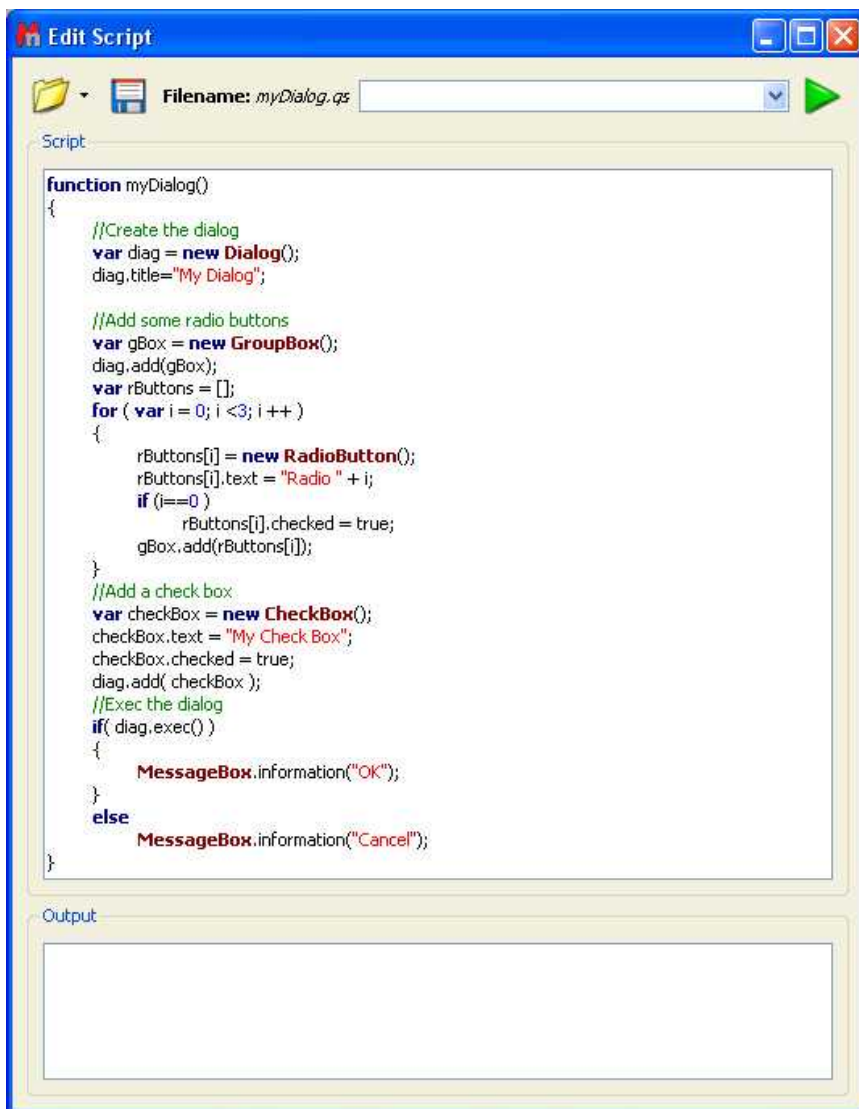 Edit Script
Filename: myDialog.qs
Script
function myDialog()
{
//Create the dialog
var diag = new Dialog();
diag.title="My Dialog";
//Add some radio buttons
var gBox = new GroupBox();
diag.add(gBox);
var rButtons = [];
for ( var i = 0; i <3; i ++ )
{
rButtons[i] = new RadioButton();
rButtons[i].text = "Radio " + i;
if (i==0 )
rButtons[i].checked = true;
gBox.add(rButtons[i]);
}
//Add a check box
var checkBox = new CheckBox();
checkBox.text = "My Check Box";
checkBox.checked = true;
diag.add( checkBox );
//Exec the dialog
if( diag.exec() )
{
MessageBox.information("OK");
}
else
MessageBox.information("Cancel");
}
Output